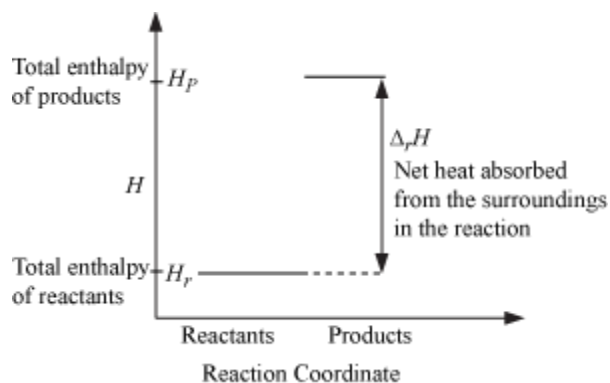 Total enthalpy
of products
H_P
Δ_rH
Net heat absorbed
from the surroundings
in the reaction
H
Total enthalpy
of reactants
H_r
Reactants
Products
Reaction Coordinate